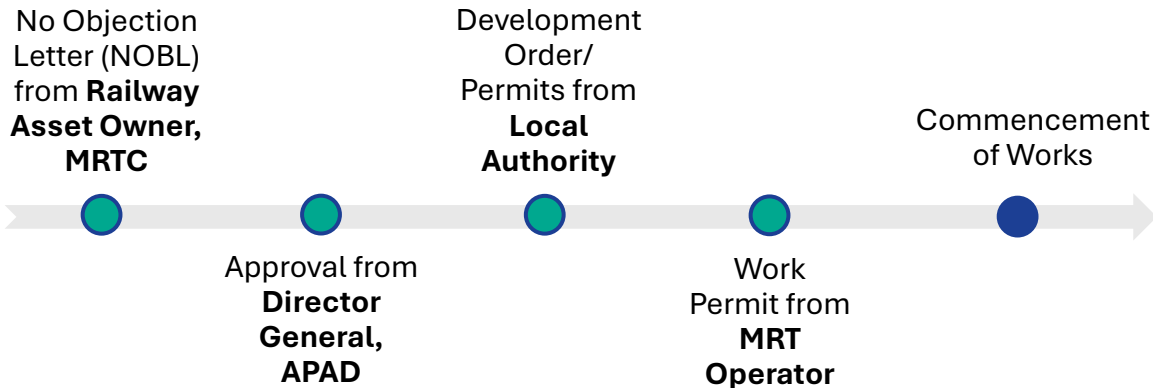 No Objection
Letter (NOBL)
from Railway
Asset Owner,
MRTC
Approval from
Director
General,
APAD
Development
Order/
Permits from
Local
Authority
Work
Permit from
MRT
Operator
Commencement
of Works